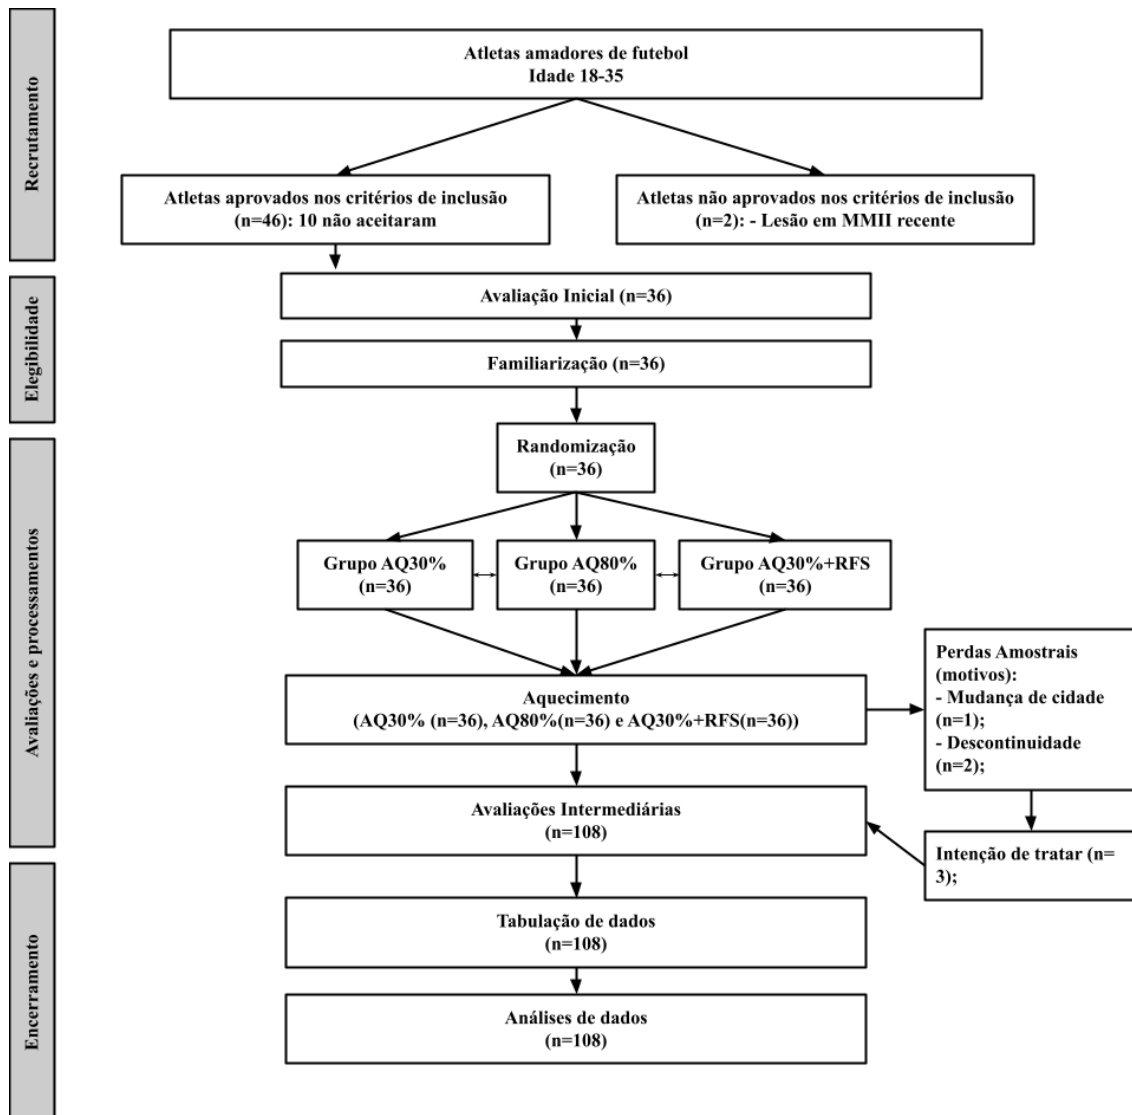 Recrutamento
Atletas amadores de futebol
Idade 18-35
Atletas aprovados nos critérios de inclusão
(n=46): 10 não aceitaram
Atletas não aprovados nos critérios de inclusão
(n=2): - Lesão em MMII recente
Elegibilidade
Avaliação Inicial (n=36)
Familiarização (n=36)
Avaliações e processamentos
Randomização
(n=36)
Grupo AQ30%
(n=36)
Grupo AQ80%
(n=36)
Grupo AQ30%+RFS
(n=36)
Aquecimento
(AQ30% (n=36), AQ80%(n=36) e AQ30%+RFS(n=36))
Perdas Amostrais
(motivos):
- Mudança de cidade
(n=1);
- Descontinuidade
(n=2);
Avaliações Intermediárias
(n=108)
Intenção de tratar (n=
3);
Encerramento
Tabulação de dados
(n=108)
Análises de dados
(n=108)